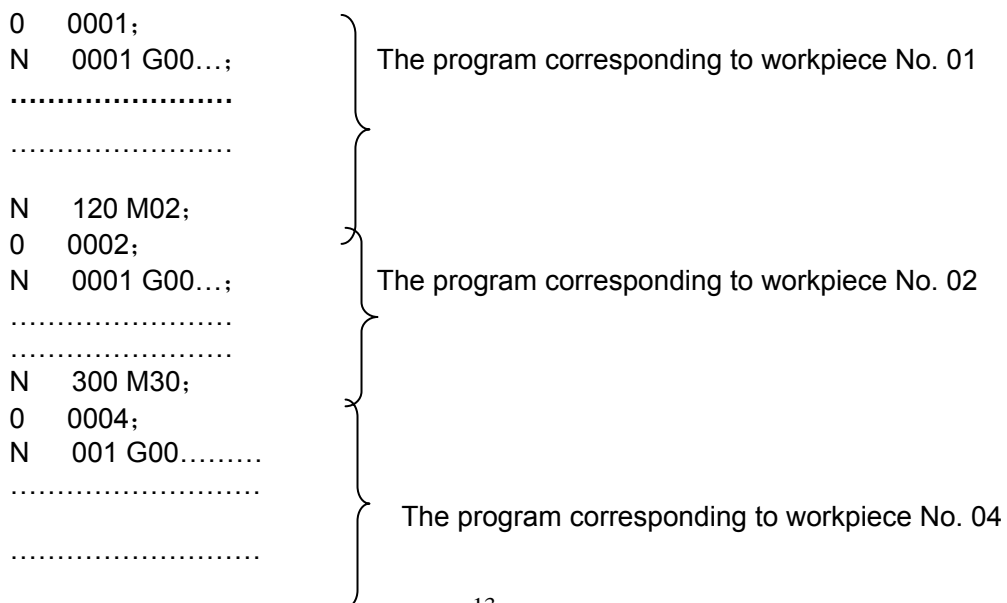 0 0001；
N 0001 G00…； The program corresponding to workpiece No. 01
……………………
……………………
N 120 M02；
0 0002；
N 0001 G00…； The program corresponding to workpiece No. 02
……………………
……………………
N 300 M30；
0 0004；
N 001 G00………
………………………
The program corresponding to workpiece No. 04
………………………